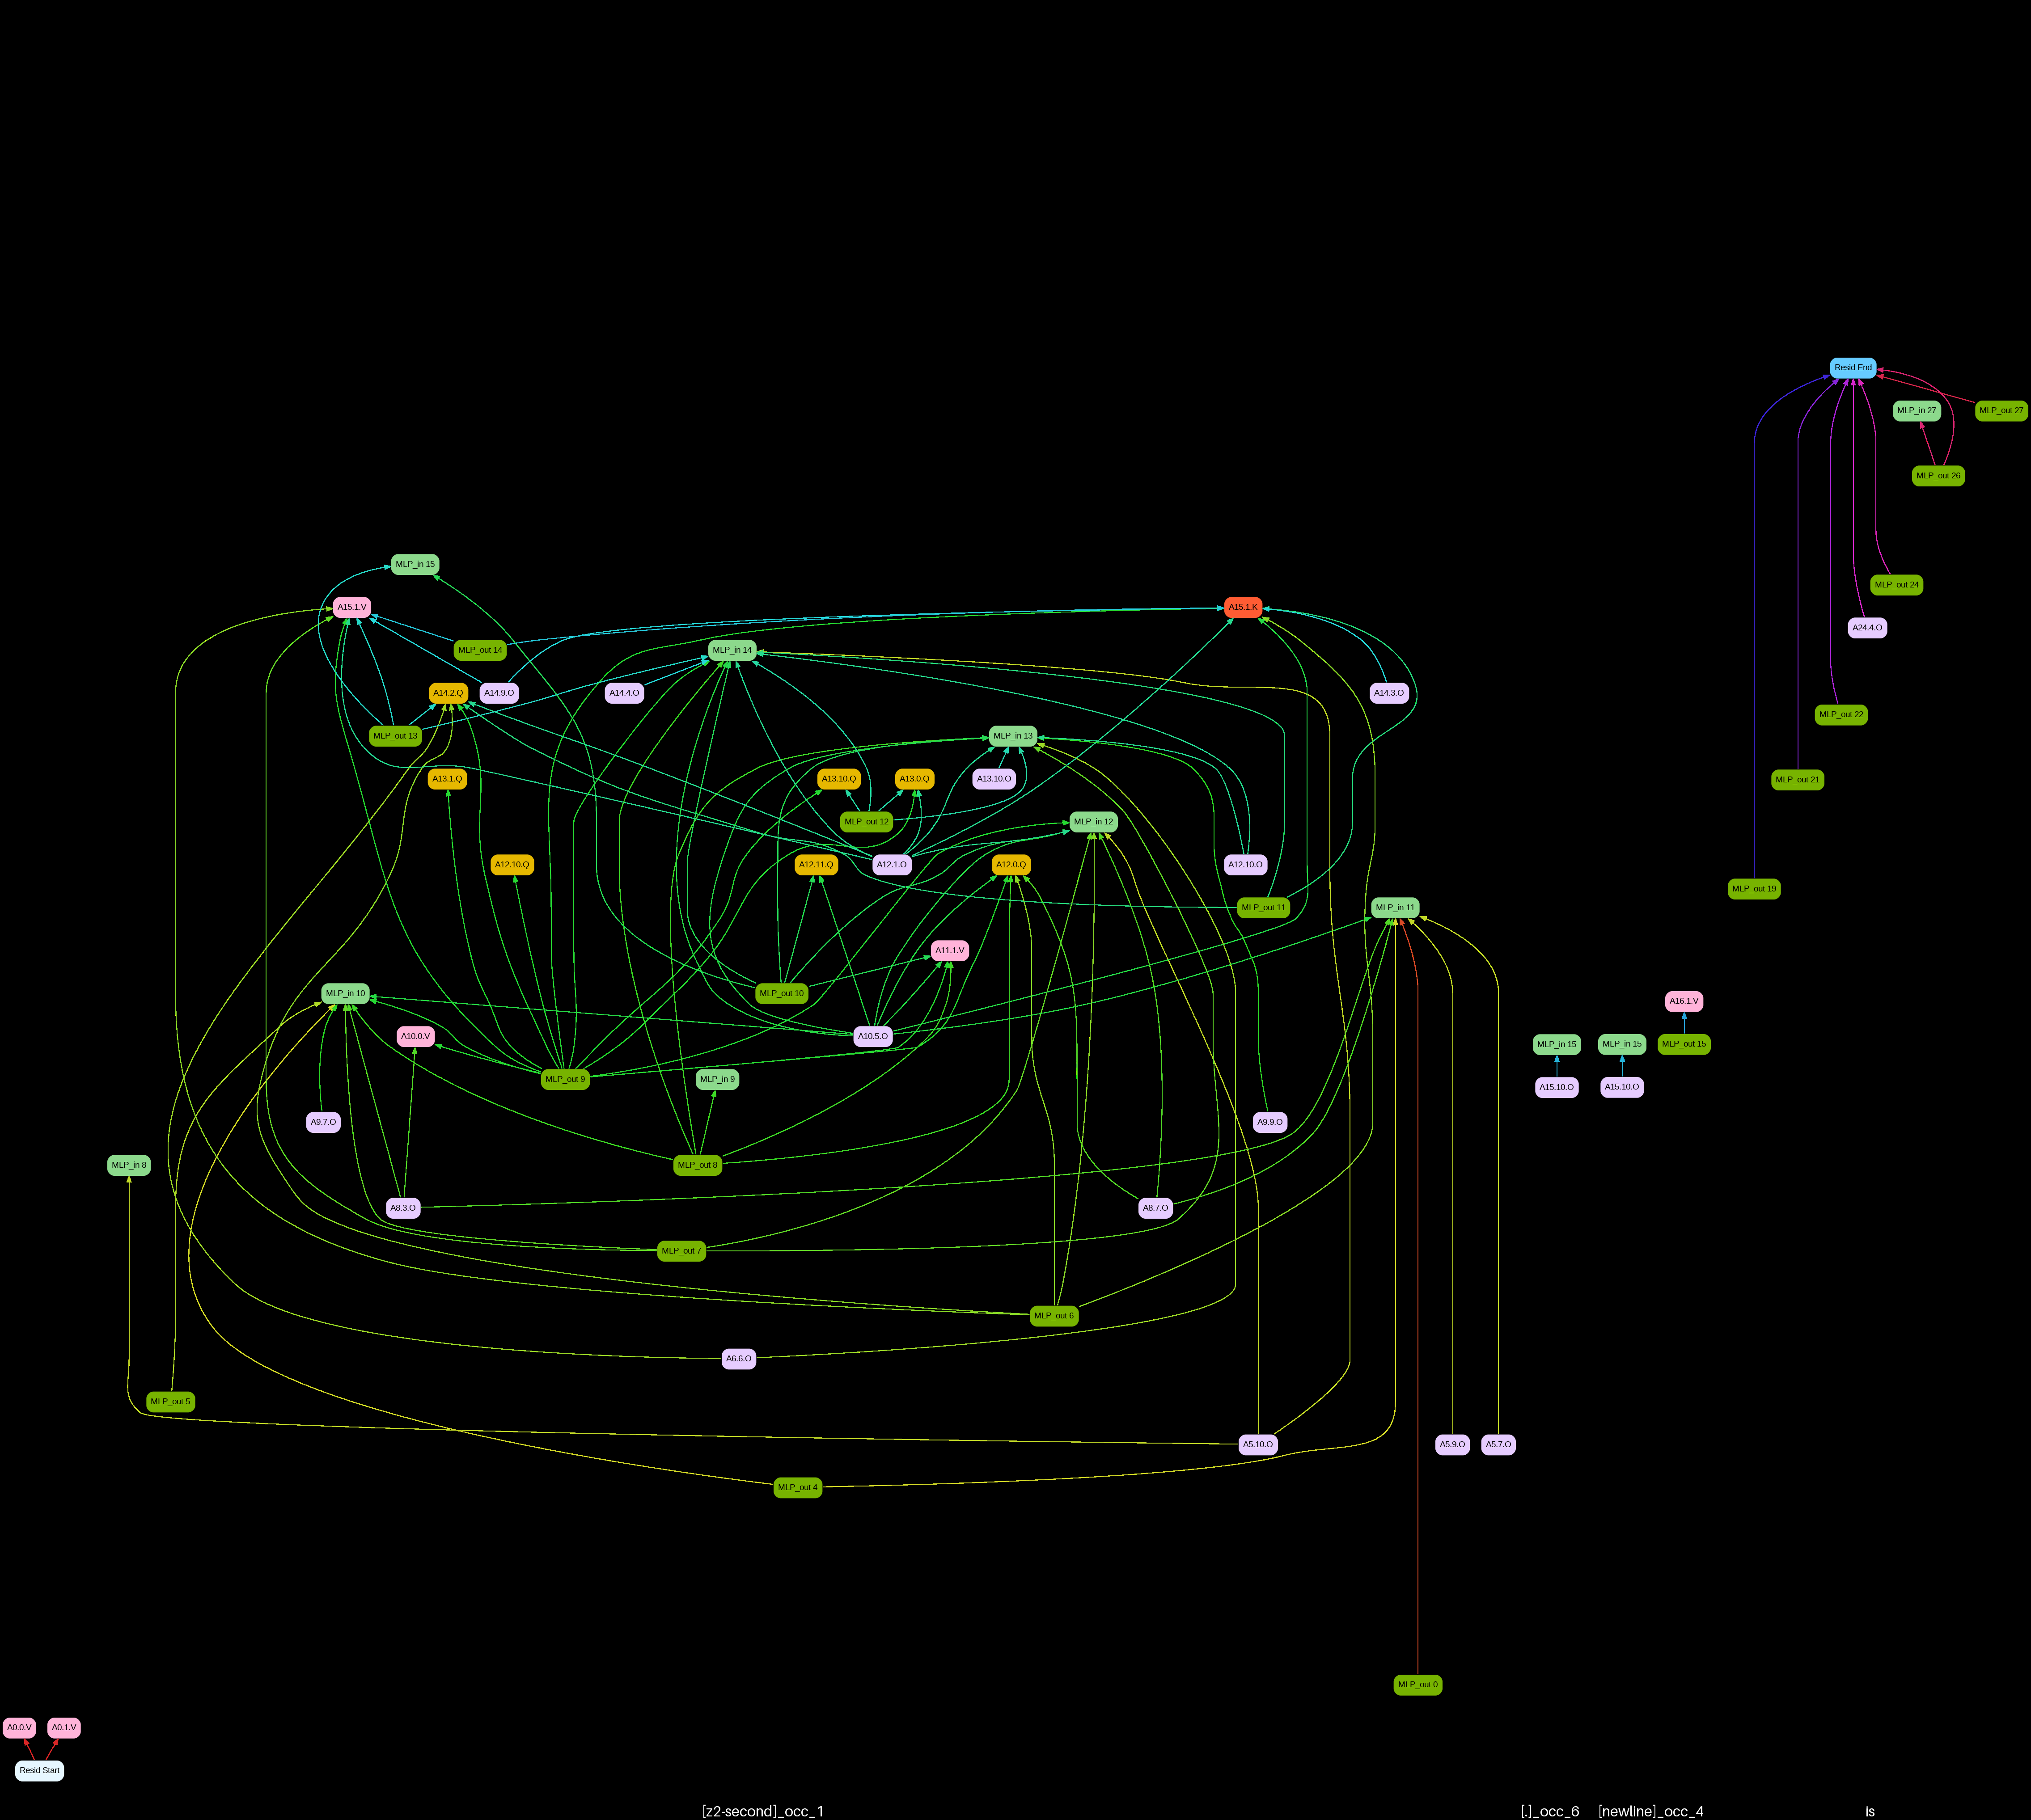 Resid End
MLP_in 27
MLP_out 27
MLP_out 26
MLP_in 15
MLP_out 24
A15.1.V
A15.1.K
A24.4.O
MLP_out 14
MLP_in 14
A14.2.Q
A14.9.O
A14.4.O
A14.3.O
MLP_out 22
MLP_out 13
MLP_in 13
A13.1.Q
A13.10.Q
A13.0.Q
A13.10.O
MLP_out 21
MLP_out 12
MLP_in 12
A12.10.Q
A12.11.Q
A12.1.O
A12.0.Q
A12.10.O
MLP_out 19
MLP_out 11
MLP_in 11
A11.1.V
MLP_in 10
MLP_out 10
A16.1.V
A10.0.V
A10.5.O
MLP_in 15
MLP_in 15
MLP_out 15
MLP_out 9
MLP_in 9
A15.10.O
A15.10.O
A9.7.O
A9.9.O
MLP_in 8
MLP_out 8
A8.3.O
A8.7.O
MLP_out 7
MLP_out 6
A6.6.O
MLP_out 5
A5.10.O
A5.9.O
A5.7.O
MLP_out 4
MLP_out 0
A0.0.V
A0.1.V
Resid Start
[z2-second]_occ_1
[.]_occ_6
[newline]_occ_4
is